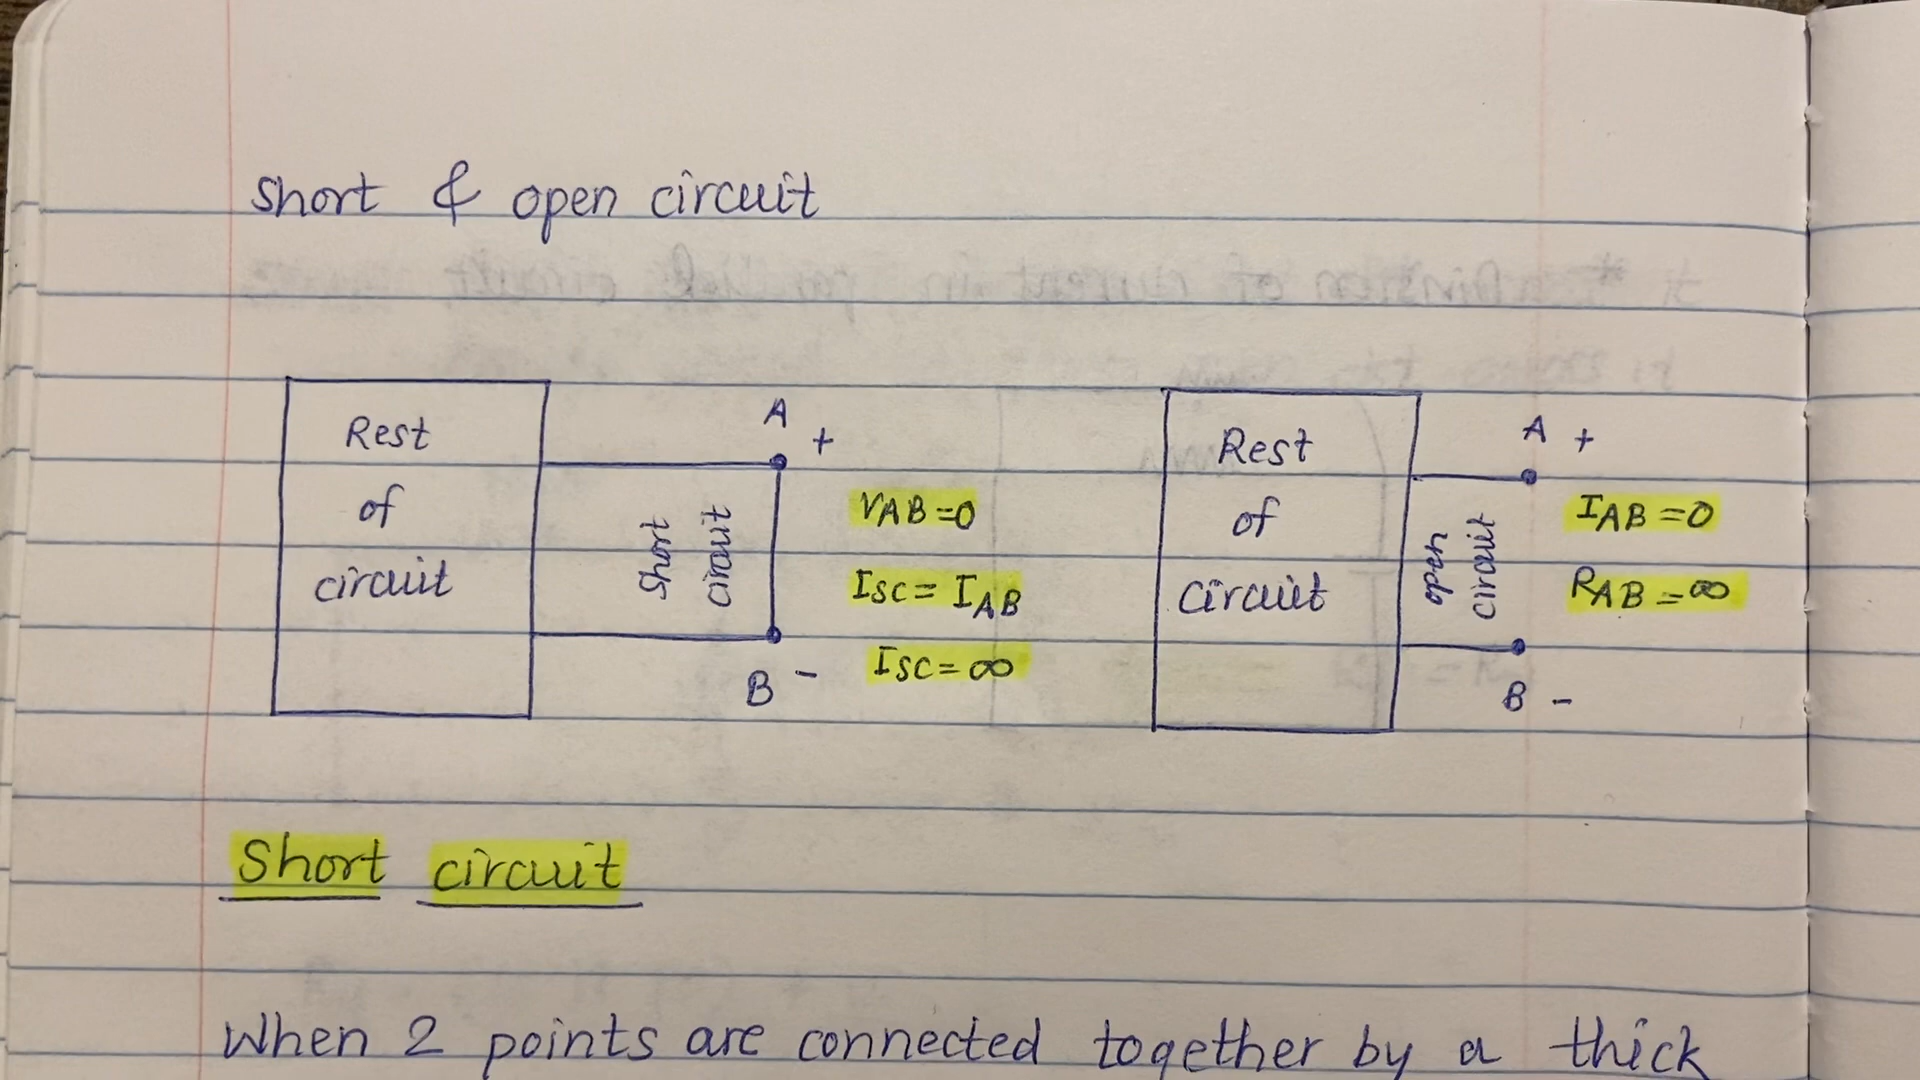 Short & open circuit
Rest
of
circuit
Short
circuit
A
+
VAB=0
ISC=IAB
ISC=∞
B -
Rest
of
circuit
open
circuit
A +
IAB=0
RAB=∞
B -
Short circuit
When 2 points are connected together by a thick